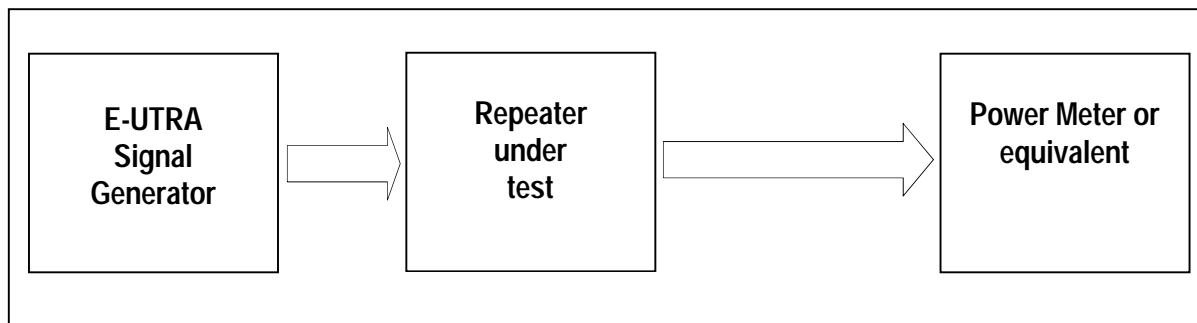 E-UTRA
Signal
Generator
Repeater
under
test
Power Meter or
equivalent